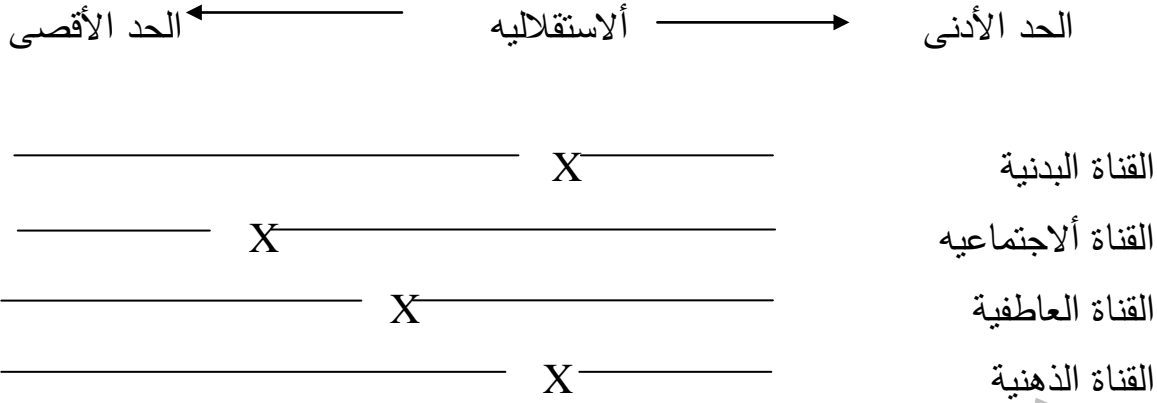 الحد الأدنى ألاستقلاليه الحد الأقصى
القناة البدنية X
القناة ألاجتماعيه X
القناة العاطفية X
القناة الذهنية X